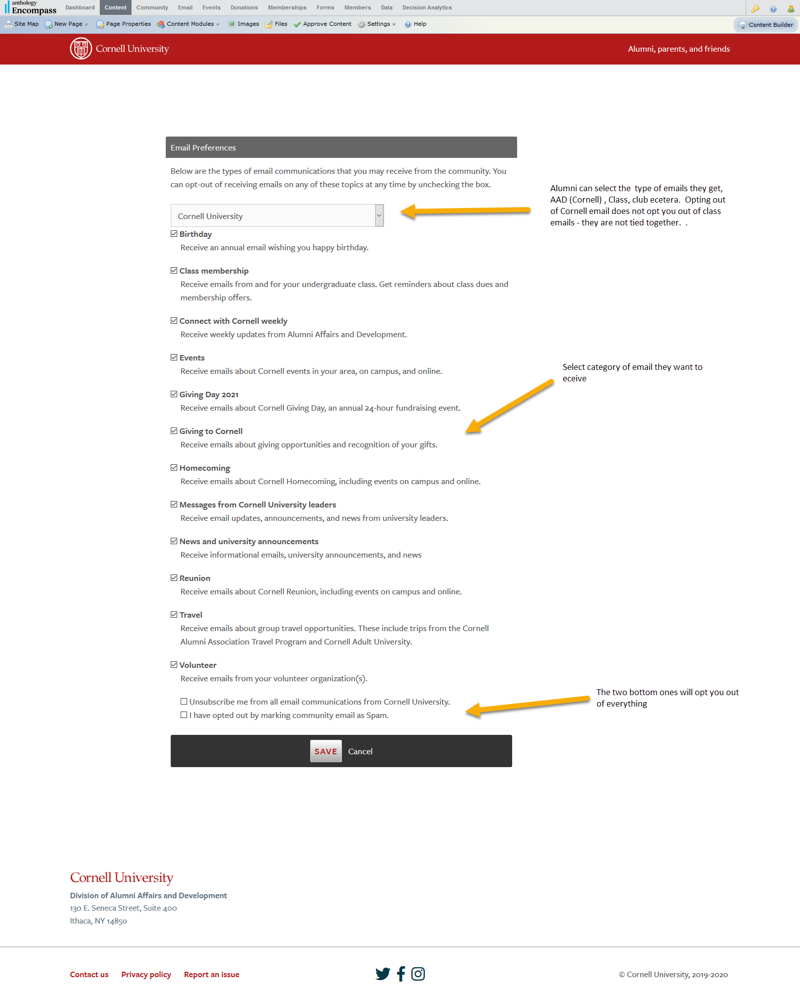 anthology
Encompass
Dashboard Content Community Email Events Donations Memberships Forms Members Data Decision Analytics
Site Map New Page Page Properties Content Modules Images Files Approve Content Settings Help Content Builder
Cornell University
Alumni, parents, and friends
Email Preferences
Below are the types of email communications that you may receive from the community. You
can opt-out of receiving emails on any of these topics at any time by unchecking the box.
Alumni can select the  type of emails they get,
AAD (Cornell) , Class, club ecetera.  Opting out
of Cornell email does not opt you out of class
emails - they are not tied together.  .
Cornell University
Birthday
Receive an annual email wishing you happy birthday.
Class membership
Receive emails from and for your undergraduate class. Get reminders about class dues and
membership offers.
Connect with Cornell weekly
Receive weekly updates from Alumni Affairs and Development.
Events
Receive emails about Cornell events in your area, on campus, and online.
Select category of email they want to
eceive
Giving Day 2021
Receive emails about Cornell Giving Day, an annual 24-hour fundraising event.
Giving to Cornell
Receive emails about giving opportunities and recognition of your gifts.
Homecoming
Receive emails about Cornell Homecoming, including events on campus and online.
Messages from Cornell University leaders
Receive email updates, announcements, and news from university leaders.
News and university announcements
Receive informational emails, university announcements, and news
Reunion
Receive emails about Cornell Reunion, including events on campus and online.
Travel
Receive emails about group travel opportunities. These include trips from the Cornell
Alumni Association Travel Program and Cornell Adult University.
Volunteer
Receive emails from your volunteer organization(s).
Unsubscribe me from all email communications from Cornell University.
I have opted out by marking community email as Spam.
The two bottom ones will opt you out
of everything
SAVE Cancel
Cornell University
Division of Alumni Affairs and Development
130 E. Seneca Street, Suite 400
Ithaca, NY 14850
Contact us Privacy policy Report an issue
© Cornell University, 2019-2020